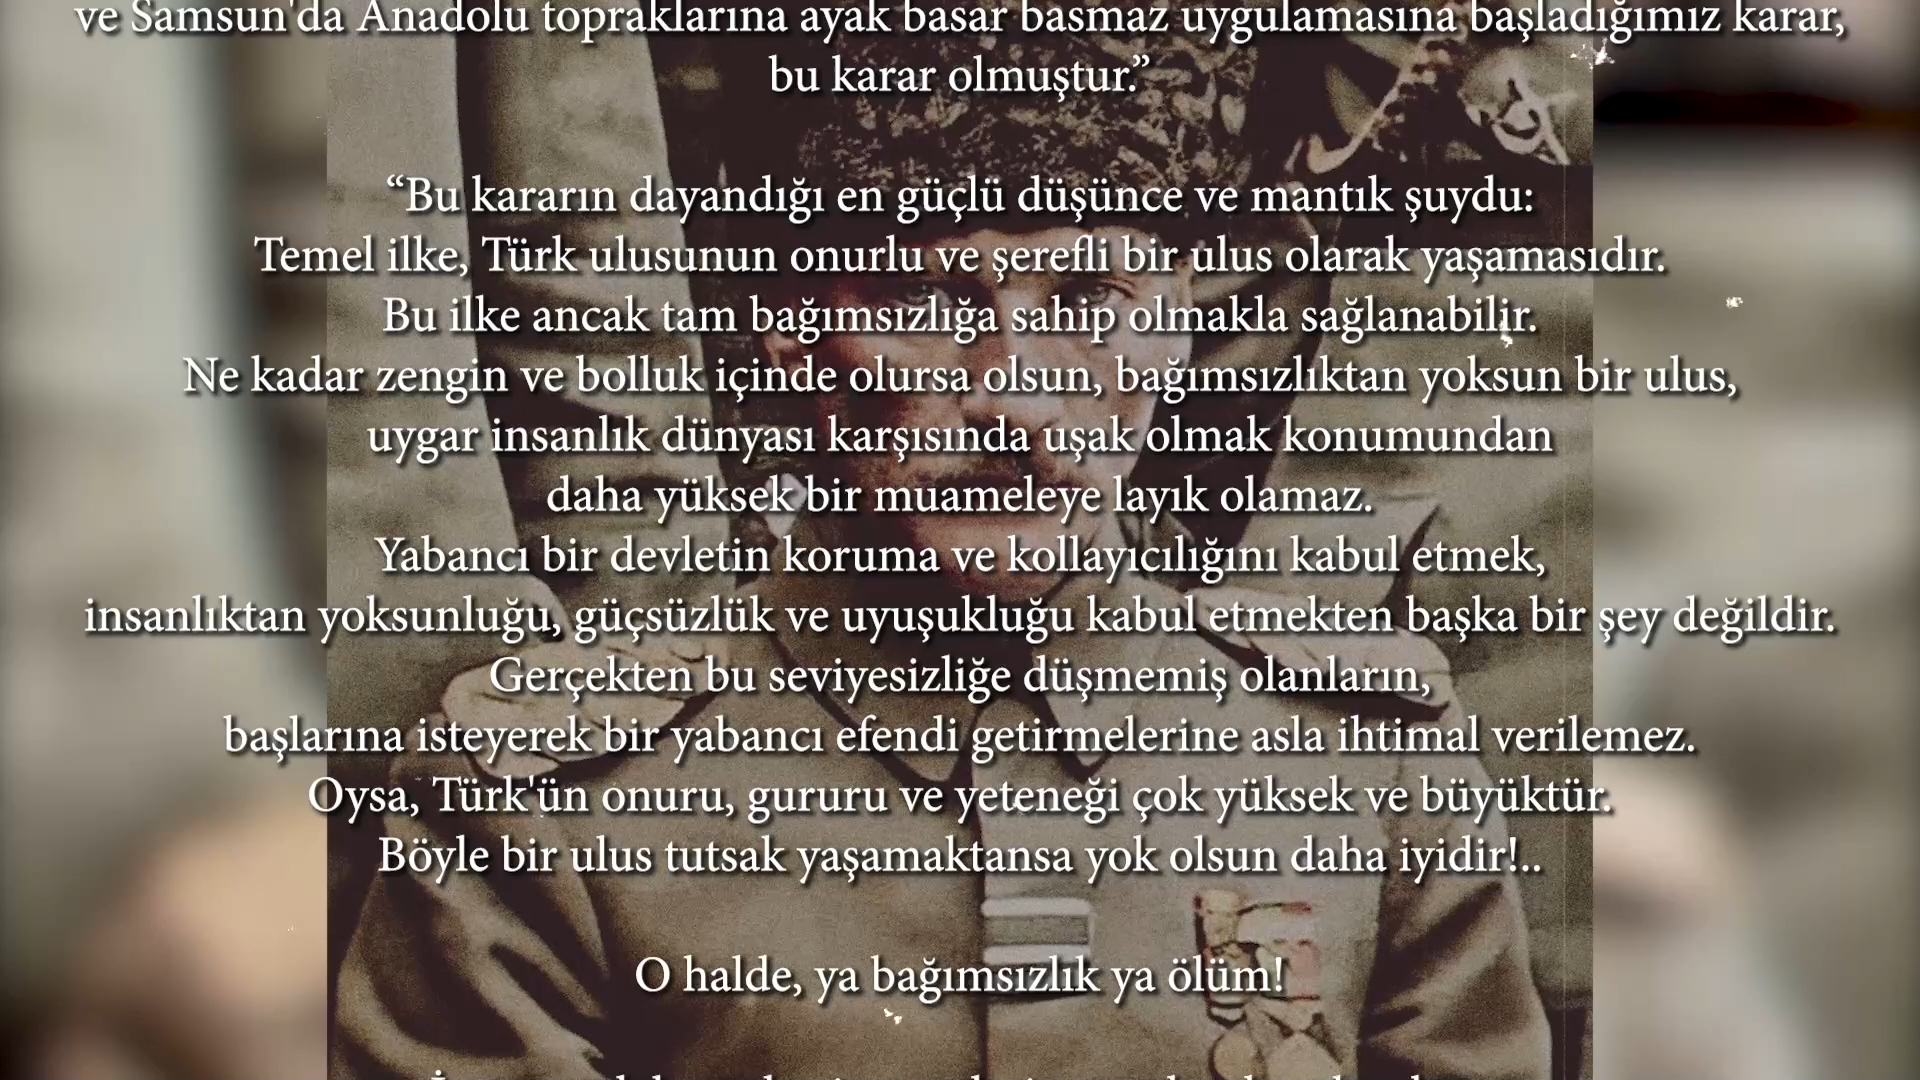 ve Samsun'da Anadolu topraklarına ayak basar basmaz uygulamasına başladığımız karar,
bu karar olmuştur.”
“Bu kararın dayandığı en güçlü düşünce ve mantık şuydu:
Temel ilke, Türk ulusunun onurlu ve şerefli bir ulus olarak yaşamasıdır.
Bu ilke ancak tam bağımsızlığa sahip olmakla sağlanabilir.
Ne kadar zengin ve bolluk içinde olursa olsun, bağımsızlıktan yoksun bir ulus,
uygar insanlık dünyası karşısında uşak olmak konumundan
daha yüksek bir muameleye layık olamaz.
Yabancı bir devletin koruma ve kollayıcılığını kabul etmek,
insanlıktan yoksunluğu, güçsüzlük ve uyuşukluğu kabul etmekten başka bir şey değildir.
Gerçekten bu seviyesizliğe düşmemiş olanların,
başlarına isteyerek bir yabancı efendi getirmelerine asla ihtimal verilemez.
Oysa, Türk'ün onuru, gururu ve yeteneği çok yüksek ve büyüktür.
Böyle bir ulus tutsak yaşamaktansa yok olsun daha iyidir!..
O halde, ya bağımsızlık ya ölüm!